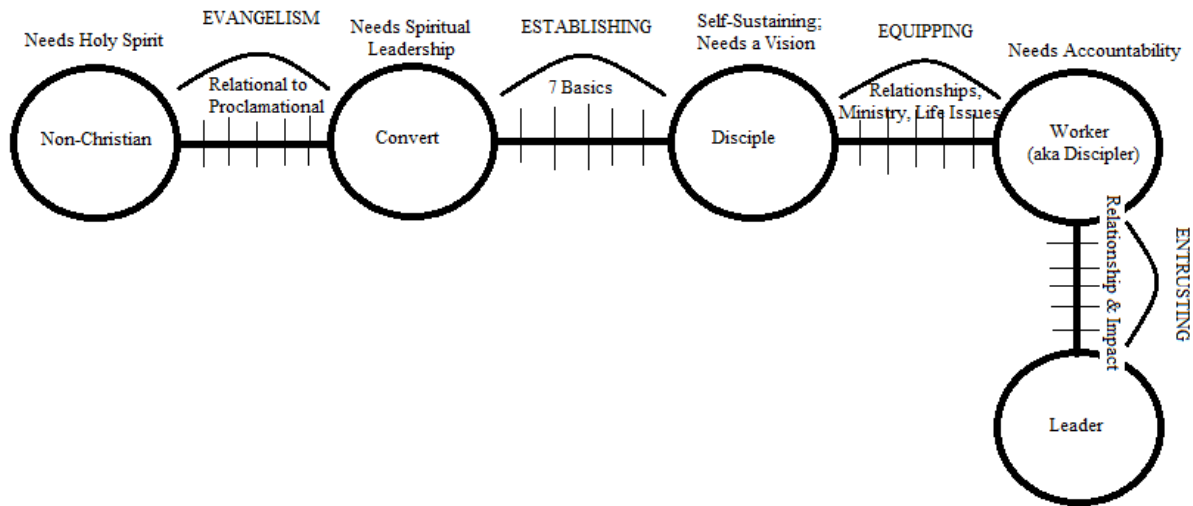 Needs Holy Spirit
Non-Christian
EVANGELISM
Relational to
Proclamational
Needs Spiritual
Leadership
Convert
ESTABLISHING
7 Basics
Self-Sustaining;
Needs a Vision
Disciple
EQUIPPING
Relationships,
Ministry, Life Issues
Needs Accountability
Worker
(aka Discipler)
Relationship & Impact
ENTRUSTING
Leader